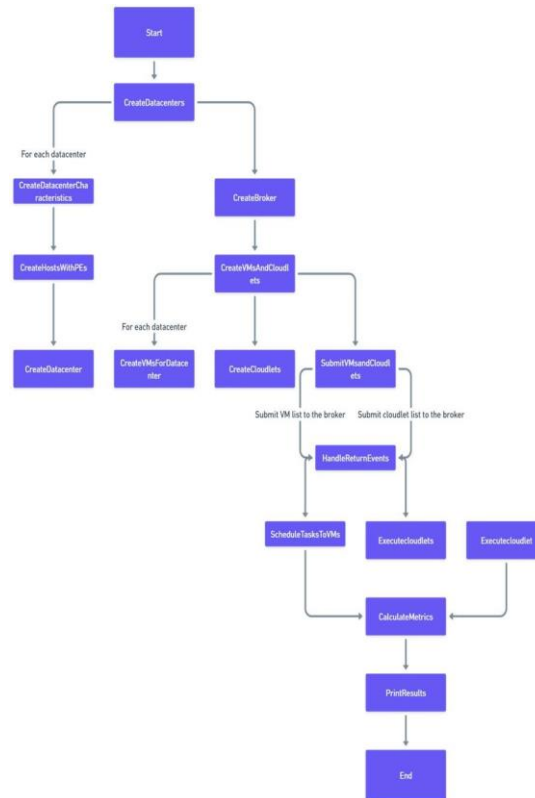 Start
CreateDatacenters
For each datacenter
CreateDatacenterCha
racteristics
CreateBroker
CreateHostsWithPEs
CreateVMsAndCloudl
ets
For each datacenter
CreateDatacenter
CreateVMsForDatace
nter
CreateCloudlets
SubmitVMsandCloudl
ets
Submit VM list to the broker
Submit cloudlet list to the broker
HandleReturnEvents
ScheduleTasksToVMs
Executecloudlets
Executecloudlet
CalculateMetrics
PrintResults
End